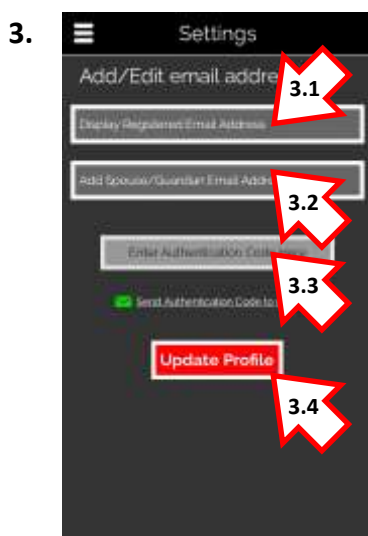 3.
Settings
Add/Edit email addre
3.1
Display Registered Email Address
Add Spouse/Guardian Email Addr
3.2
Enter Authentication Code
3.3
Send Authentication Code to
Update Profile
3.4